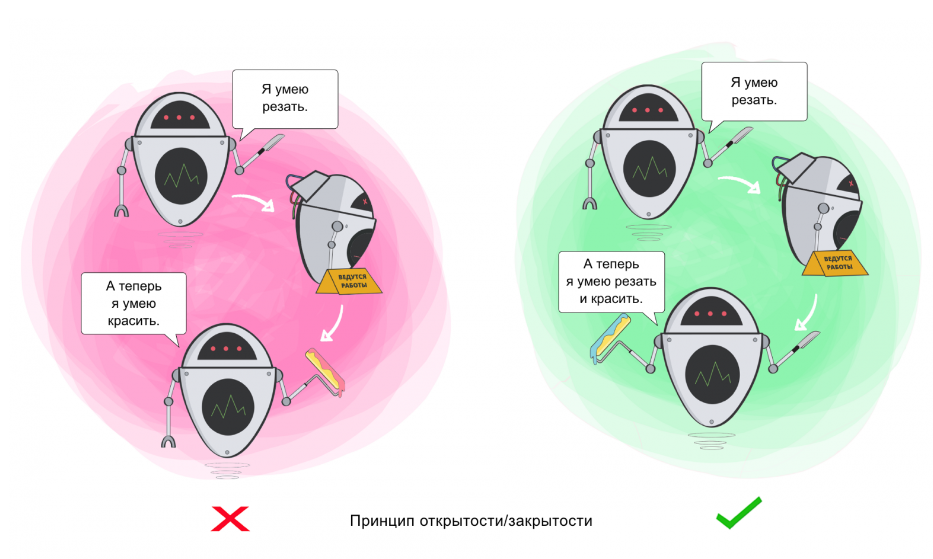 Я умею
резать.
ВЕДУТСЯ
РАБОТЫ
А теперь
я умею
красить.
Я умею
резать.
ВЕДУТСЯ
РАБОТЫ
А теперь
я умею резать
и красить.
Принцип открытости/закрытости